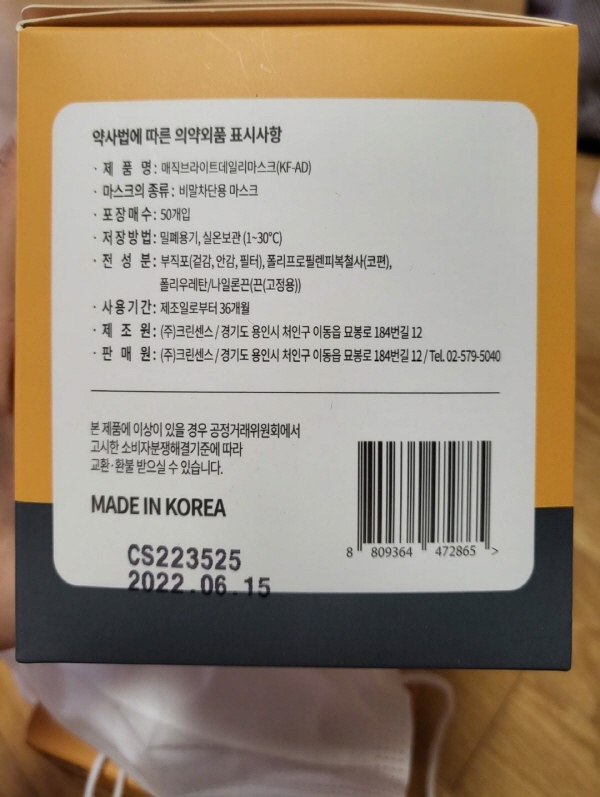 약사법에 따른 의약외품 표시사항
· 제 품 명: 매직브라이트데일리마스크(KF-AD)
· 마스크의 종류: 비말차단용 마스크
· 포장매수: 50개입
· 저장방법: 밀폐용기, 실온보관 (1~30℃)
· 전 성 분: 부직포(겉감, 안감, 필터), 폴리프로필렌피복철사(코편),
폴리우레탄/나일론끈(끈(고정용))
· 사용기간: 제조일로부터 36개월
· 제 조 원: (주)크린센스 / 경기도 용인시 처인구 이동읍 묘봉로 184번길 12
· 판 매 원: (주)크린센스 / 경기도 용인시 처인구 이동읍 묘봉로 184번길 12 / Tel. 02-579-5040
본 제품에 이상이 있을 경우 공정거래위원회에서
고시한 소비자분쟁해결기준에 따라
교환·환불 받으실 수 있습니다.
MADE IN KOREA
8 809364 472865 >
CS223525
2022.06.15